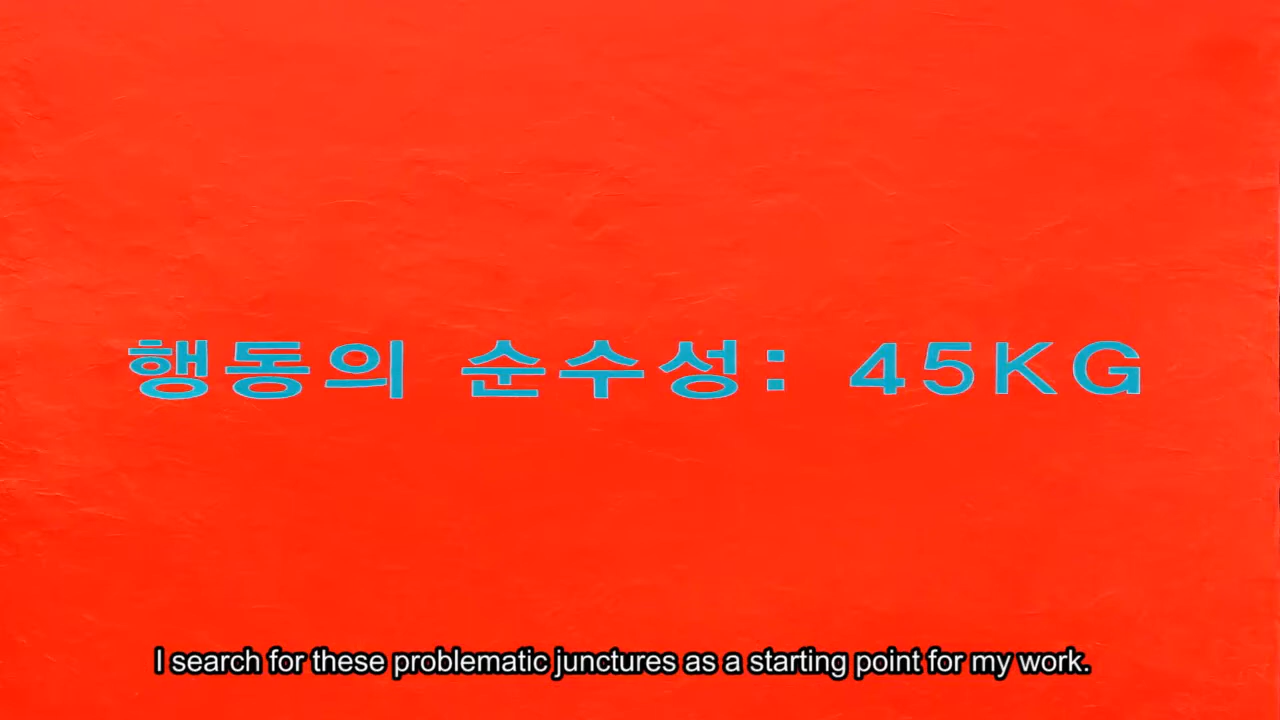 행동의 순수성: 45KG
I search for these problematic junctures as a starting point for my work.